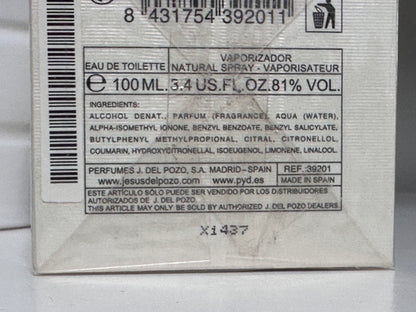 8 431754 392011
VAPORIZADOR
EAU DE TOILETTE NATURAL SPRAY - VAPORISATEUR
℮ 100 ML. 3.4 US.FL.OZ.81% VOL.
INGREDIENTS:
ALCOHOL DENAT., PARFUM (FRAGRANCE), AQUA (WATER),
ALPHA-ISOMETHYL IONONE, BENZYL BENZOATE, BENZYL SALICYLATE,
BUTYLPHENYL METHYLPROPIONAL, CITRAL, CITRONELLOL,
COUMARIN, HYDROXYCITRONELLAL, ISOEUGENOL, LIMONENE, LINALOOL
PERFUMES J. DEL POZO, S.A. MADRID-SPAIN
www.jesusdelpozo.com www.pyd.es
REF.:39201
MADE IN SPAIN
ESTE ARTÍCULO SÓLO PUEDE SER VENDIDO POR LOS DISTRIBUIDORES
AUTORIZADOS DE J. DEL POZO
THIS ARTICLE MAY ONLY BE SOLD BY AUTHORIZED J. DEL POZO DEALERS
X1437